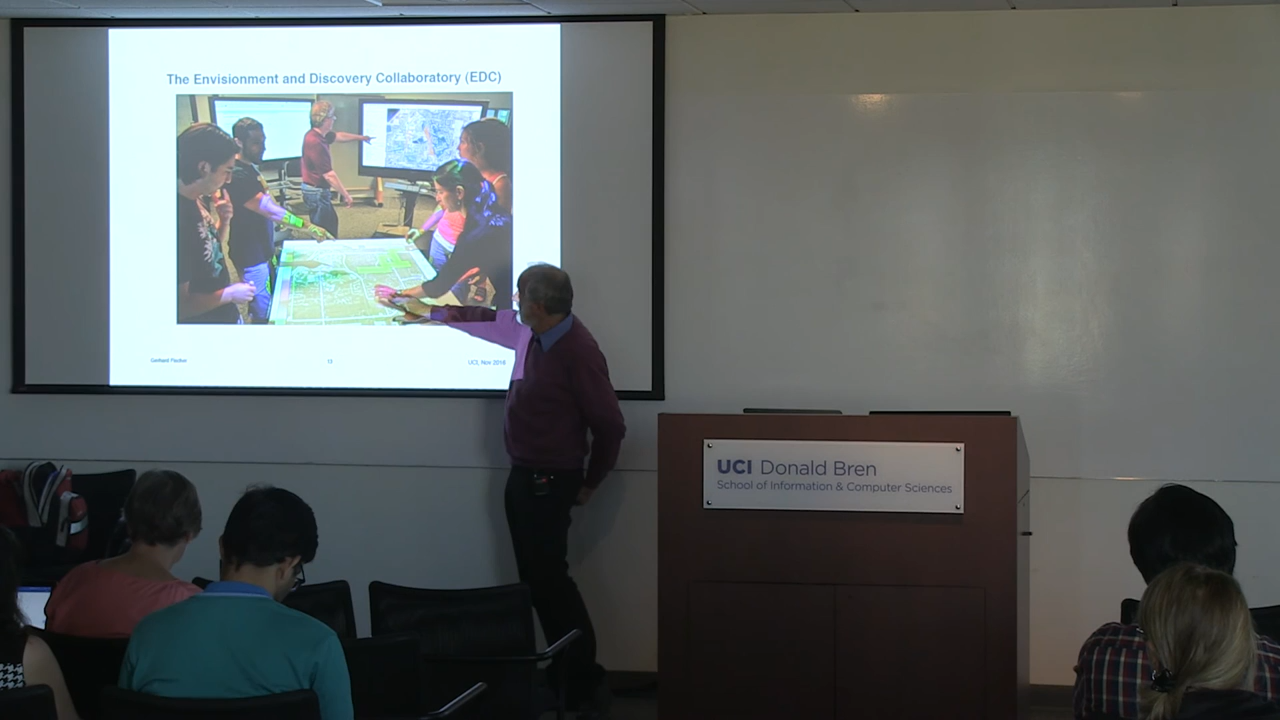 The Envisionment and Discovery Collaboratory (EDC)
Gerhard Fischer
13
UCI, Nov 2016
UCI Donald Bren
School of Information & Computer Sciences